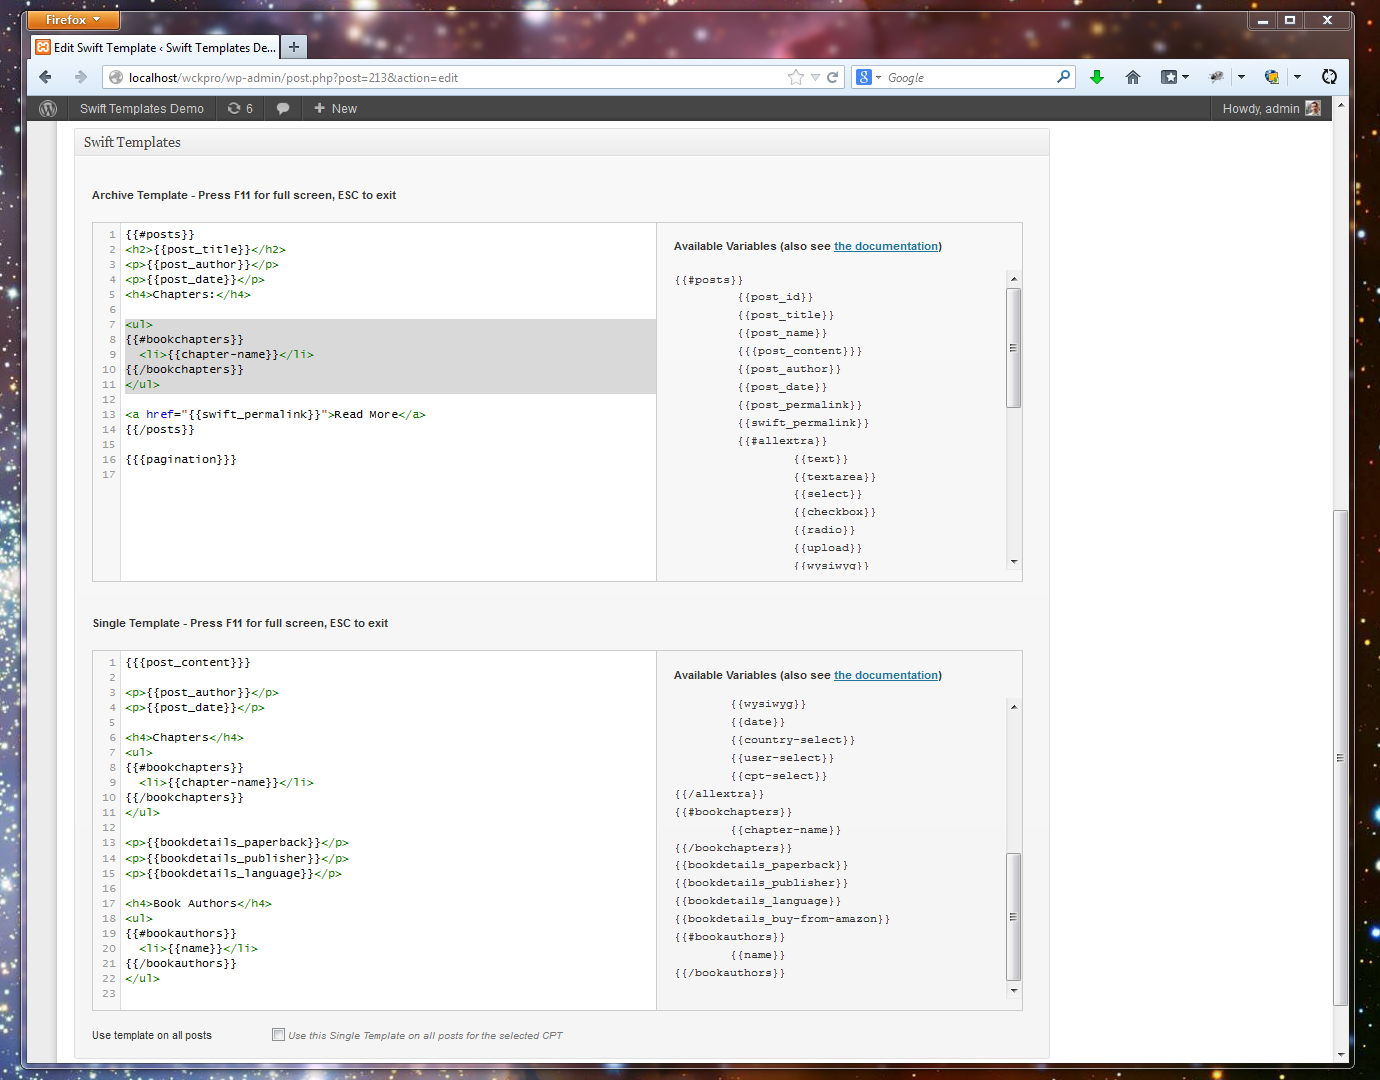 Firefox
Edit Swift Template ‹ Swift Templates De...
localhost/wckpro/wp-admin/post.php?post=213&action=edit
Google
Swift Templates Demo
6
New
Howdy, admin
Swift Templates
Archive Template - Press F11 for full screen, ESC to exit
1 {{#posts}}
2 <h2>{{post_title}}</h2>
3 <p>{{post_author}}</p>
4 <p>{{post_date}}</p>
5 <h4>Chapters:</h4>
6
7 <ul>
8 {{#bookchapters}}
9   <li>{{chapter-name}}</li>
10 {{/bookchapters}}
11 </ul>
12
13 <a href="{{swift_permalink}}">Read More</a>
14 {{/posts}}
15
16 {{{pagination}}}
17
Available Variables (also see the documentation)
{{#posts}}
{{post_id}}
{{post_title}}
{{post_name}}
{{{post_content}}}
{{post_author}}
{{post_date}}
{{post_permalink}}
{{swift_permalink}}
{{#allextra}}
{{text}}
{{textarea}}
{{select}}
{{checkbox}}
{{radio}}
{{upload}}
{{wysiwyg}}
Single Template - Press F11 for full screen, ESC to exit
1 {{{post_content}}}
2
3 <p>{{post_author}}</p>
4 <p>{{post_date}}</p>
5
6 <h4>Chapters</h4>
7 <ul>
8 {{#bookchapters}}
9   <li>{{chapter-name}}</li>
10 {{/bookchapters}}
11 </ul>
12
13 <p>{{bookdetails_paperback}}</p>
14 <p>{{bookdetails_publisher}}</p>
15 <p>{{bookdetails_language}}</p>
16
17 <h4>Book Authors</h4>
18 <ul>
19 {{#bookauthors}}
20   <li>{{name}}</li>
21 {{/bookauthors}}
22 </ul>
23
Available Variables (also see the documentation)
{{wysiwyg}}
{{date}}
{{country-select}}
{{user-select}}
{{cpt-select}}
{{/allextra}}
{{#bookchapters}}
{{chapter-name}}
{{/bookchapters}}
{{bookdetails_paperback}}
{{bookdetails_publisher}}
{{bookdetails_language}}
{{bookdetails_buy-from-amazon}}
{{#bookauthors}}
{{name}}
{{/bookauthors}}
Use template on all posts
Use this Single Template on all posts for the selected CPT